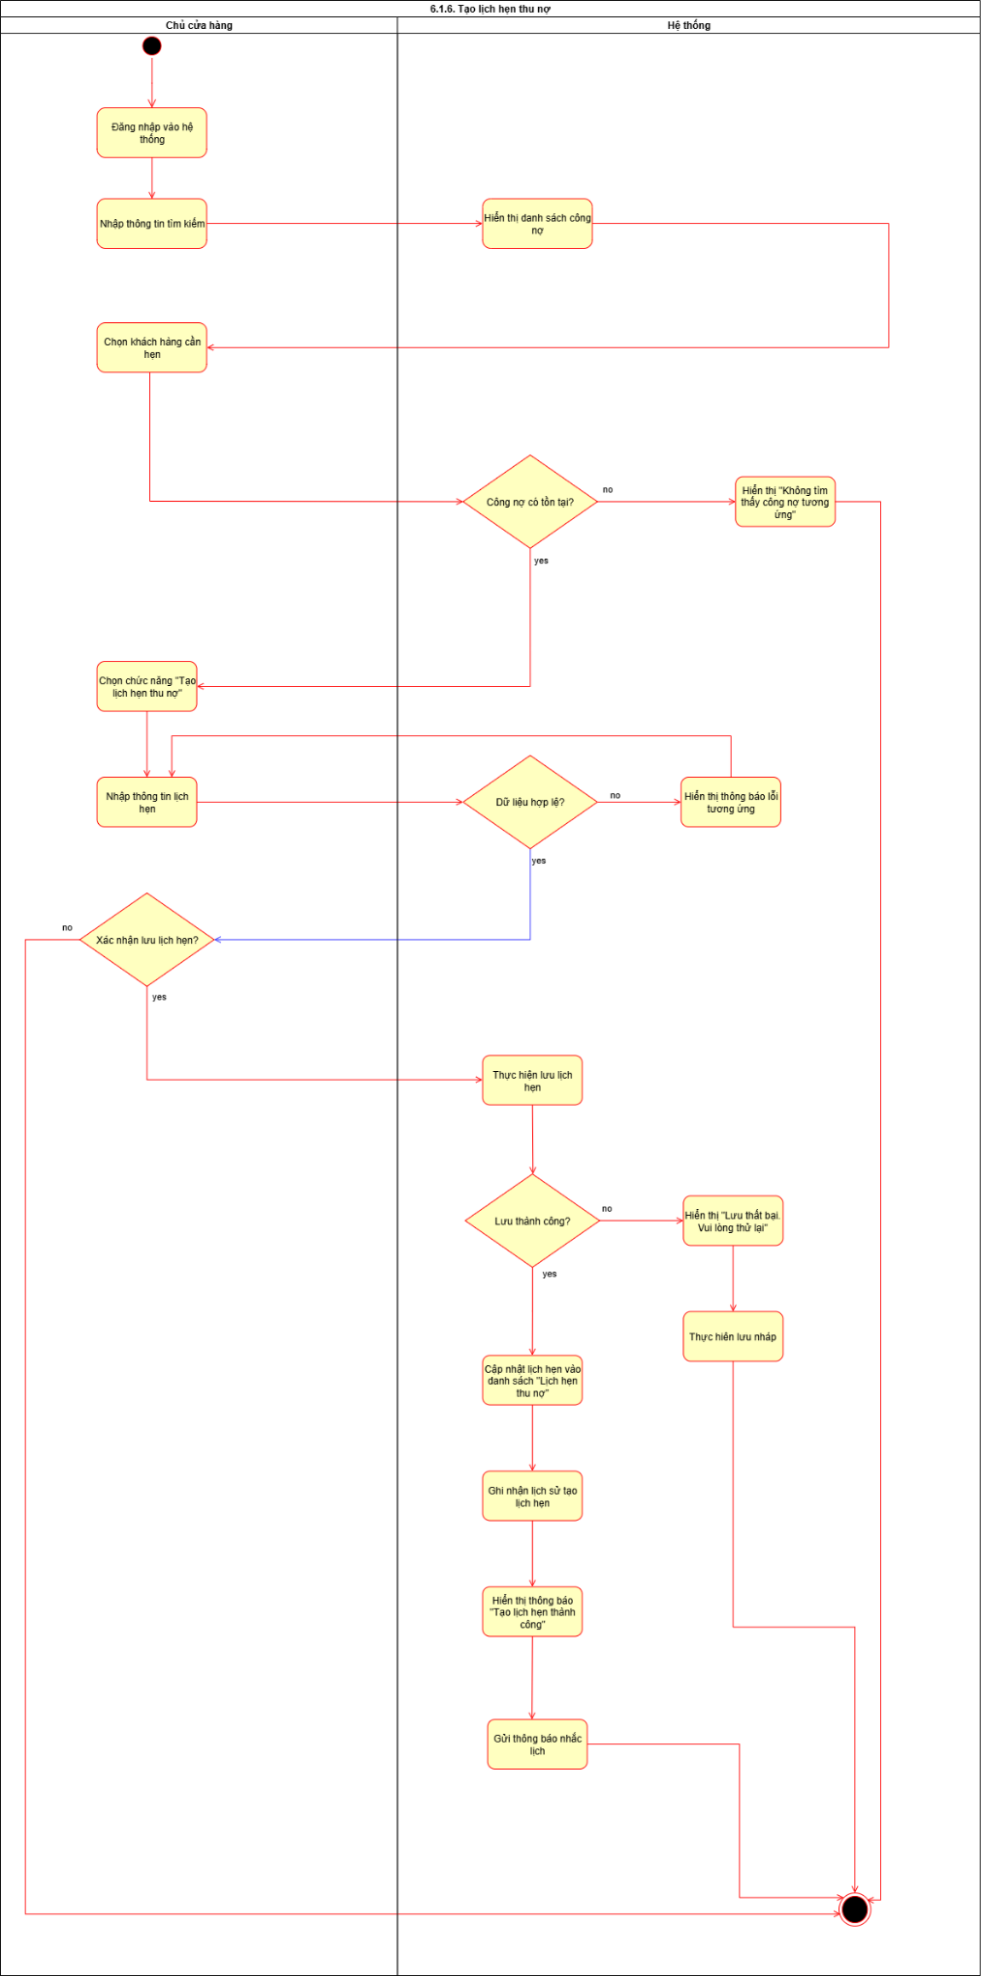 6.1.6. Tạo lịch hẹn thu nợ
Chủ cửa hàng
Hệ thống
Đăng nhập vào hệ
thống
Nhập thông tin tìm kiếm
Hiển thị danh sách công
nợ
Chọn khách hàng cần
hẹn
Công nợ có tồn tại?
no
Hiển thị "Không tìm
thấy công nợ tương
ứng"
yes
Chọn chức năng "Tạo
lịch hẹn thu nợ"
Nhập thông tin lịch
hẹn
Dữ liệu hợp lệ?
no
Hiển thị thông báo lỗi
tương ứng
yes
no
Xác nhận lưu lịch hẹn?
yes
Thực hiện lưu lịch
hẹn
Lưu thành công?
no
Hiển thị "Lưu thất bại.
Vui lòng thử lại"
yes
Thực hiện lưu nháp
Cập nhật lịch hẹn vào
danh sách "Lịch hẹn
thu nợ"
Ghi nhận lịch sử tạo
lịch hẹn
Hiển thị thông báo
"Tạo lịch hẹn thành
công"
Gửi thông báo nhắc
lịch